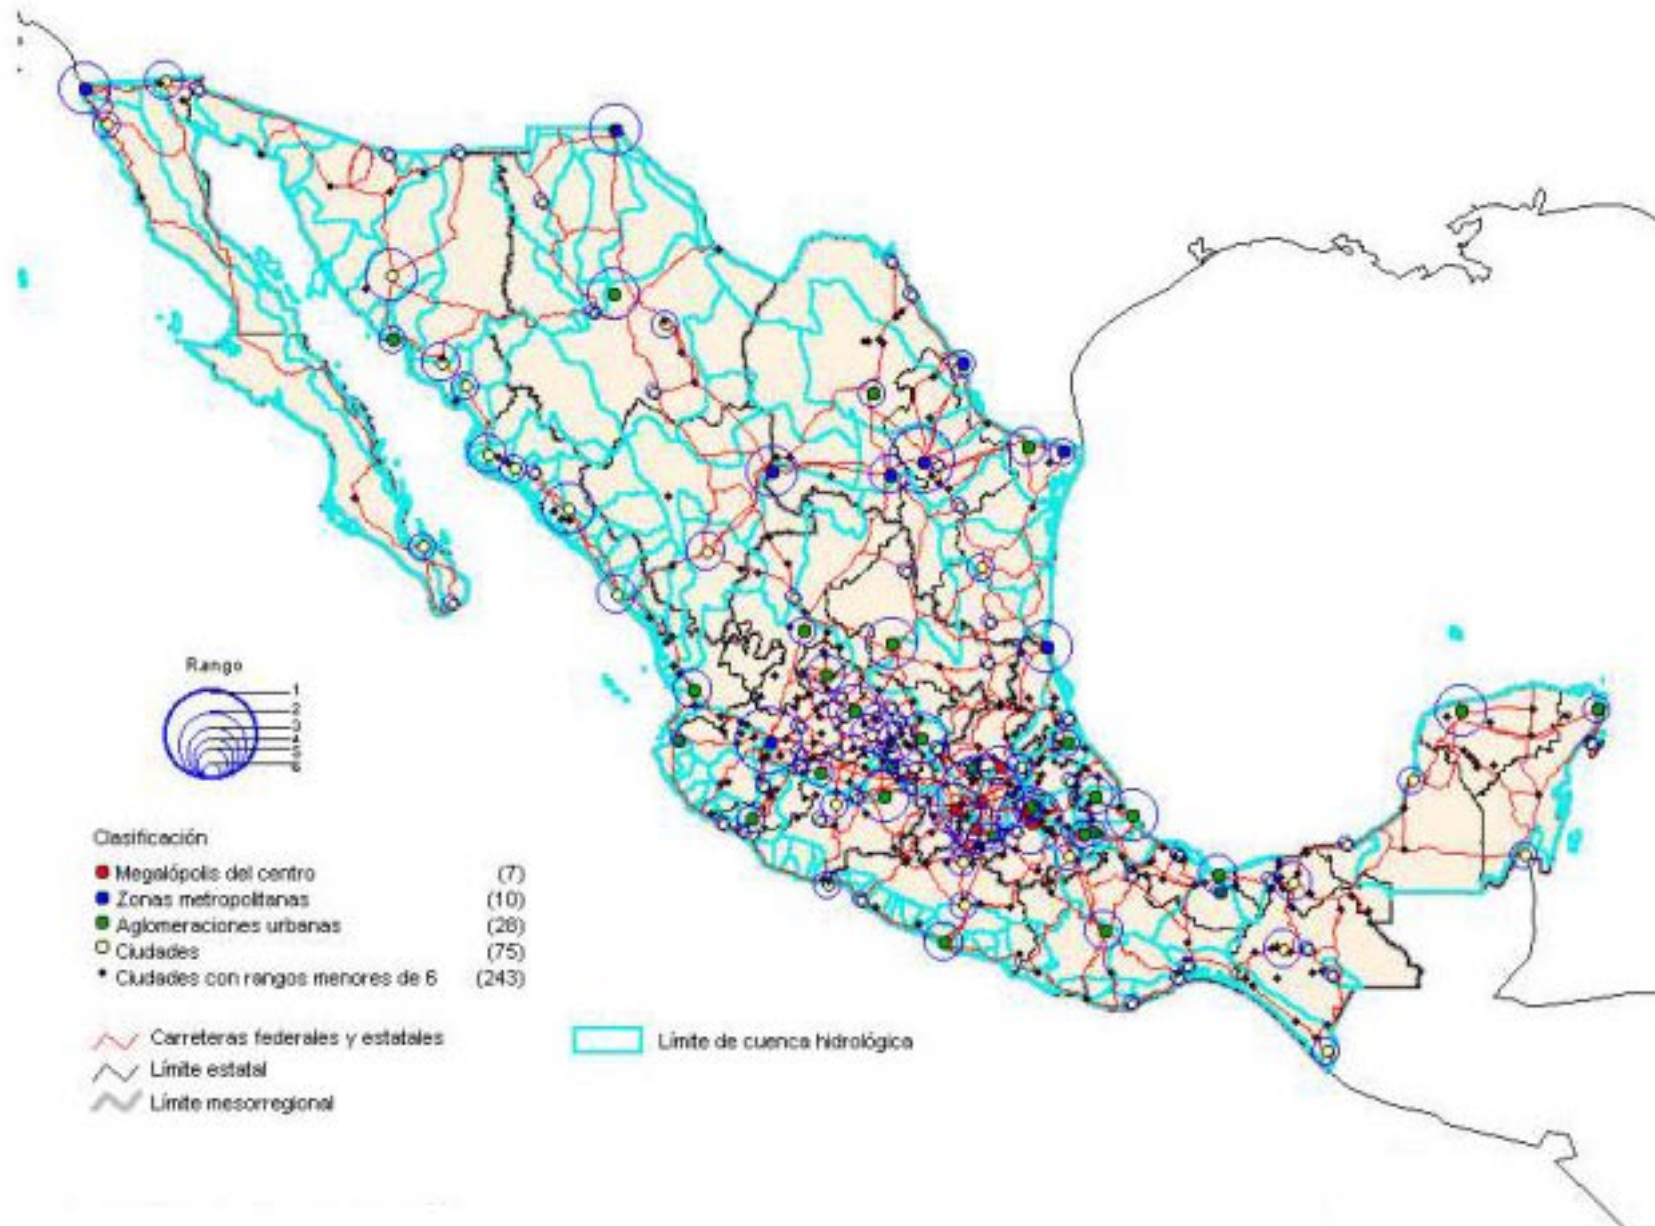 Rango
1
2
3
4
5
6
Clasificación
Megalópolis del centro (7)
Zonas metropolitanas (10)
Aglomeraciones urbanas (28)
Ciudades (75)
Ciudades con rangos menores de 6 (243)
Carreteras federales y estatales
Límite estatal
Límite mesorregional
Límite de cuenca hidrológica